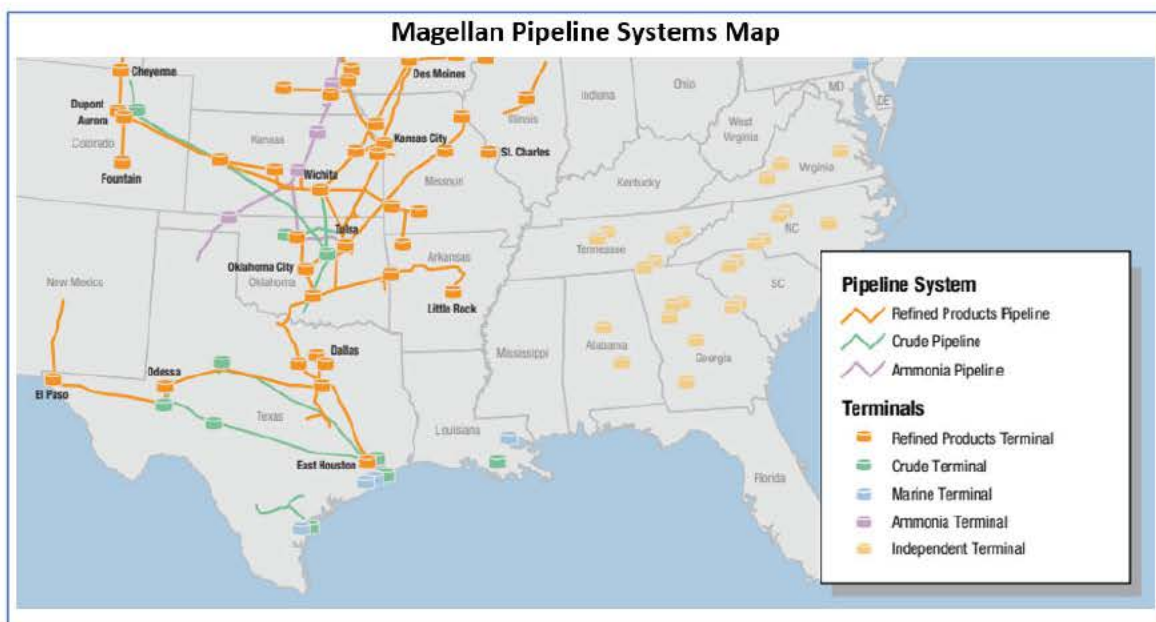 Magellan Pipeline Systems Map
Cheyenne
Des Moines
Ohio
MD
DE
Indiana
Illinois
West
Virginia
Dupont
Aurora
Colorado
Kansas
Kansas City
St. Charles
Virginia
Fountain
Wichita
Missouri
Kentucky
Tulsa
Tennessee
NC
Oklahoma City
Oklahoma
Arkansas
New Mexico
Little Rock
SC
Mississippi
Alabama
Georgia
Dallas
Odessa
El Paso
Texas
Louisiana
East Houston
Florida
Pipeline System
Refined Products Pipeline
Crude Pipeline
Ammonia Pipeline
Terminals
Refined Products Terminal
Crude Terminal
Marine Terminal
Ammonia Terminal
Independent Terminal